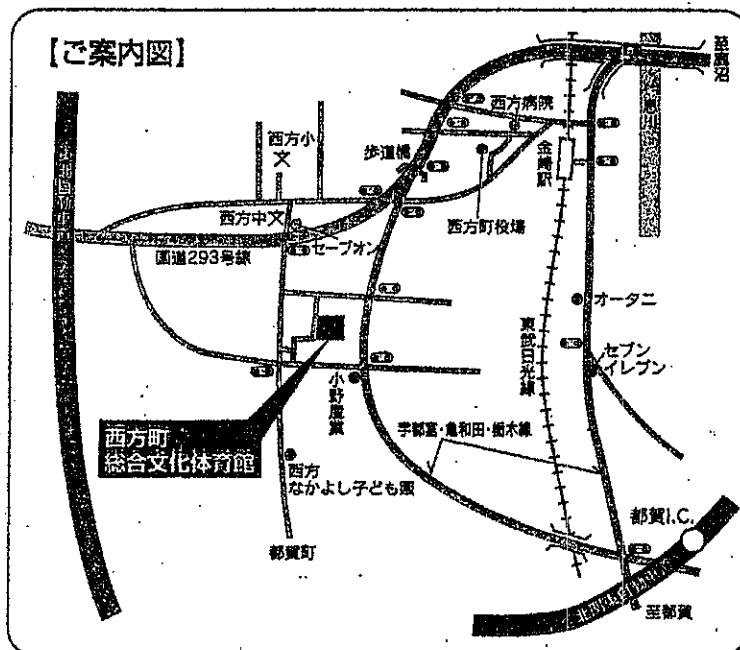 【ご案内図】
至鹿沼
西方病院
西方小
文
歩道橋
金崎駅
西方中文
セーブオン
西方町役場
国道293号線
オータニ
東武日光線
セブン
イレブン
小野産業
西方町
総合文化体育館
宇都宮・亀和田・栃木線
西方
なかよし子ども園
都賀I.C.
都賀町
至都賀